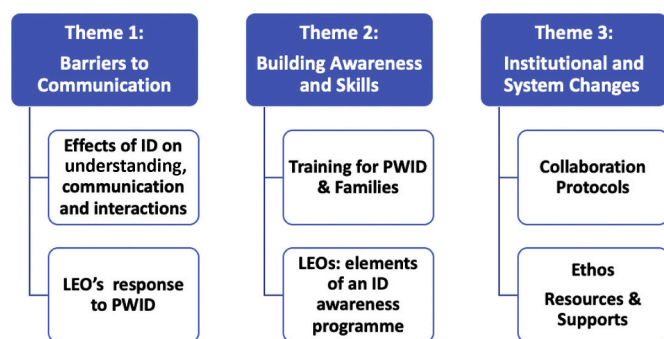 Theme 1:
Barriers to
Communication
Effects of ID on
understanding,
communication
and interactions
LEO's response
to PWID
Theme 2:
Building Awareness
and Skills
Training for PWID
& Families
LEOs: elements
of an ID
awareness
programme
Theme 3:
Institutional and
System Changes
Collaboration
Protocols
Ethos
Resources &
Supports